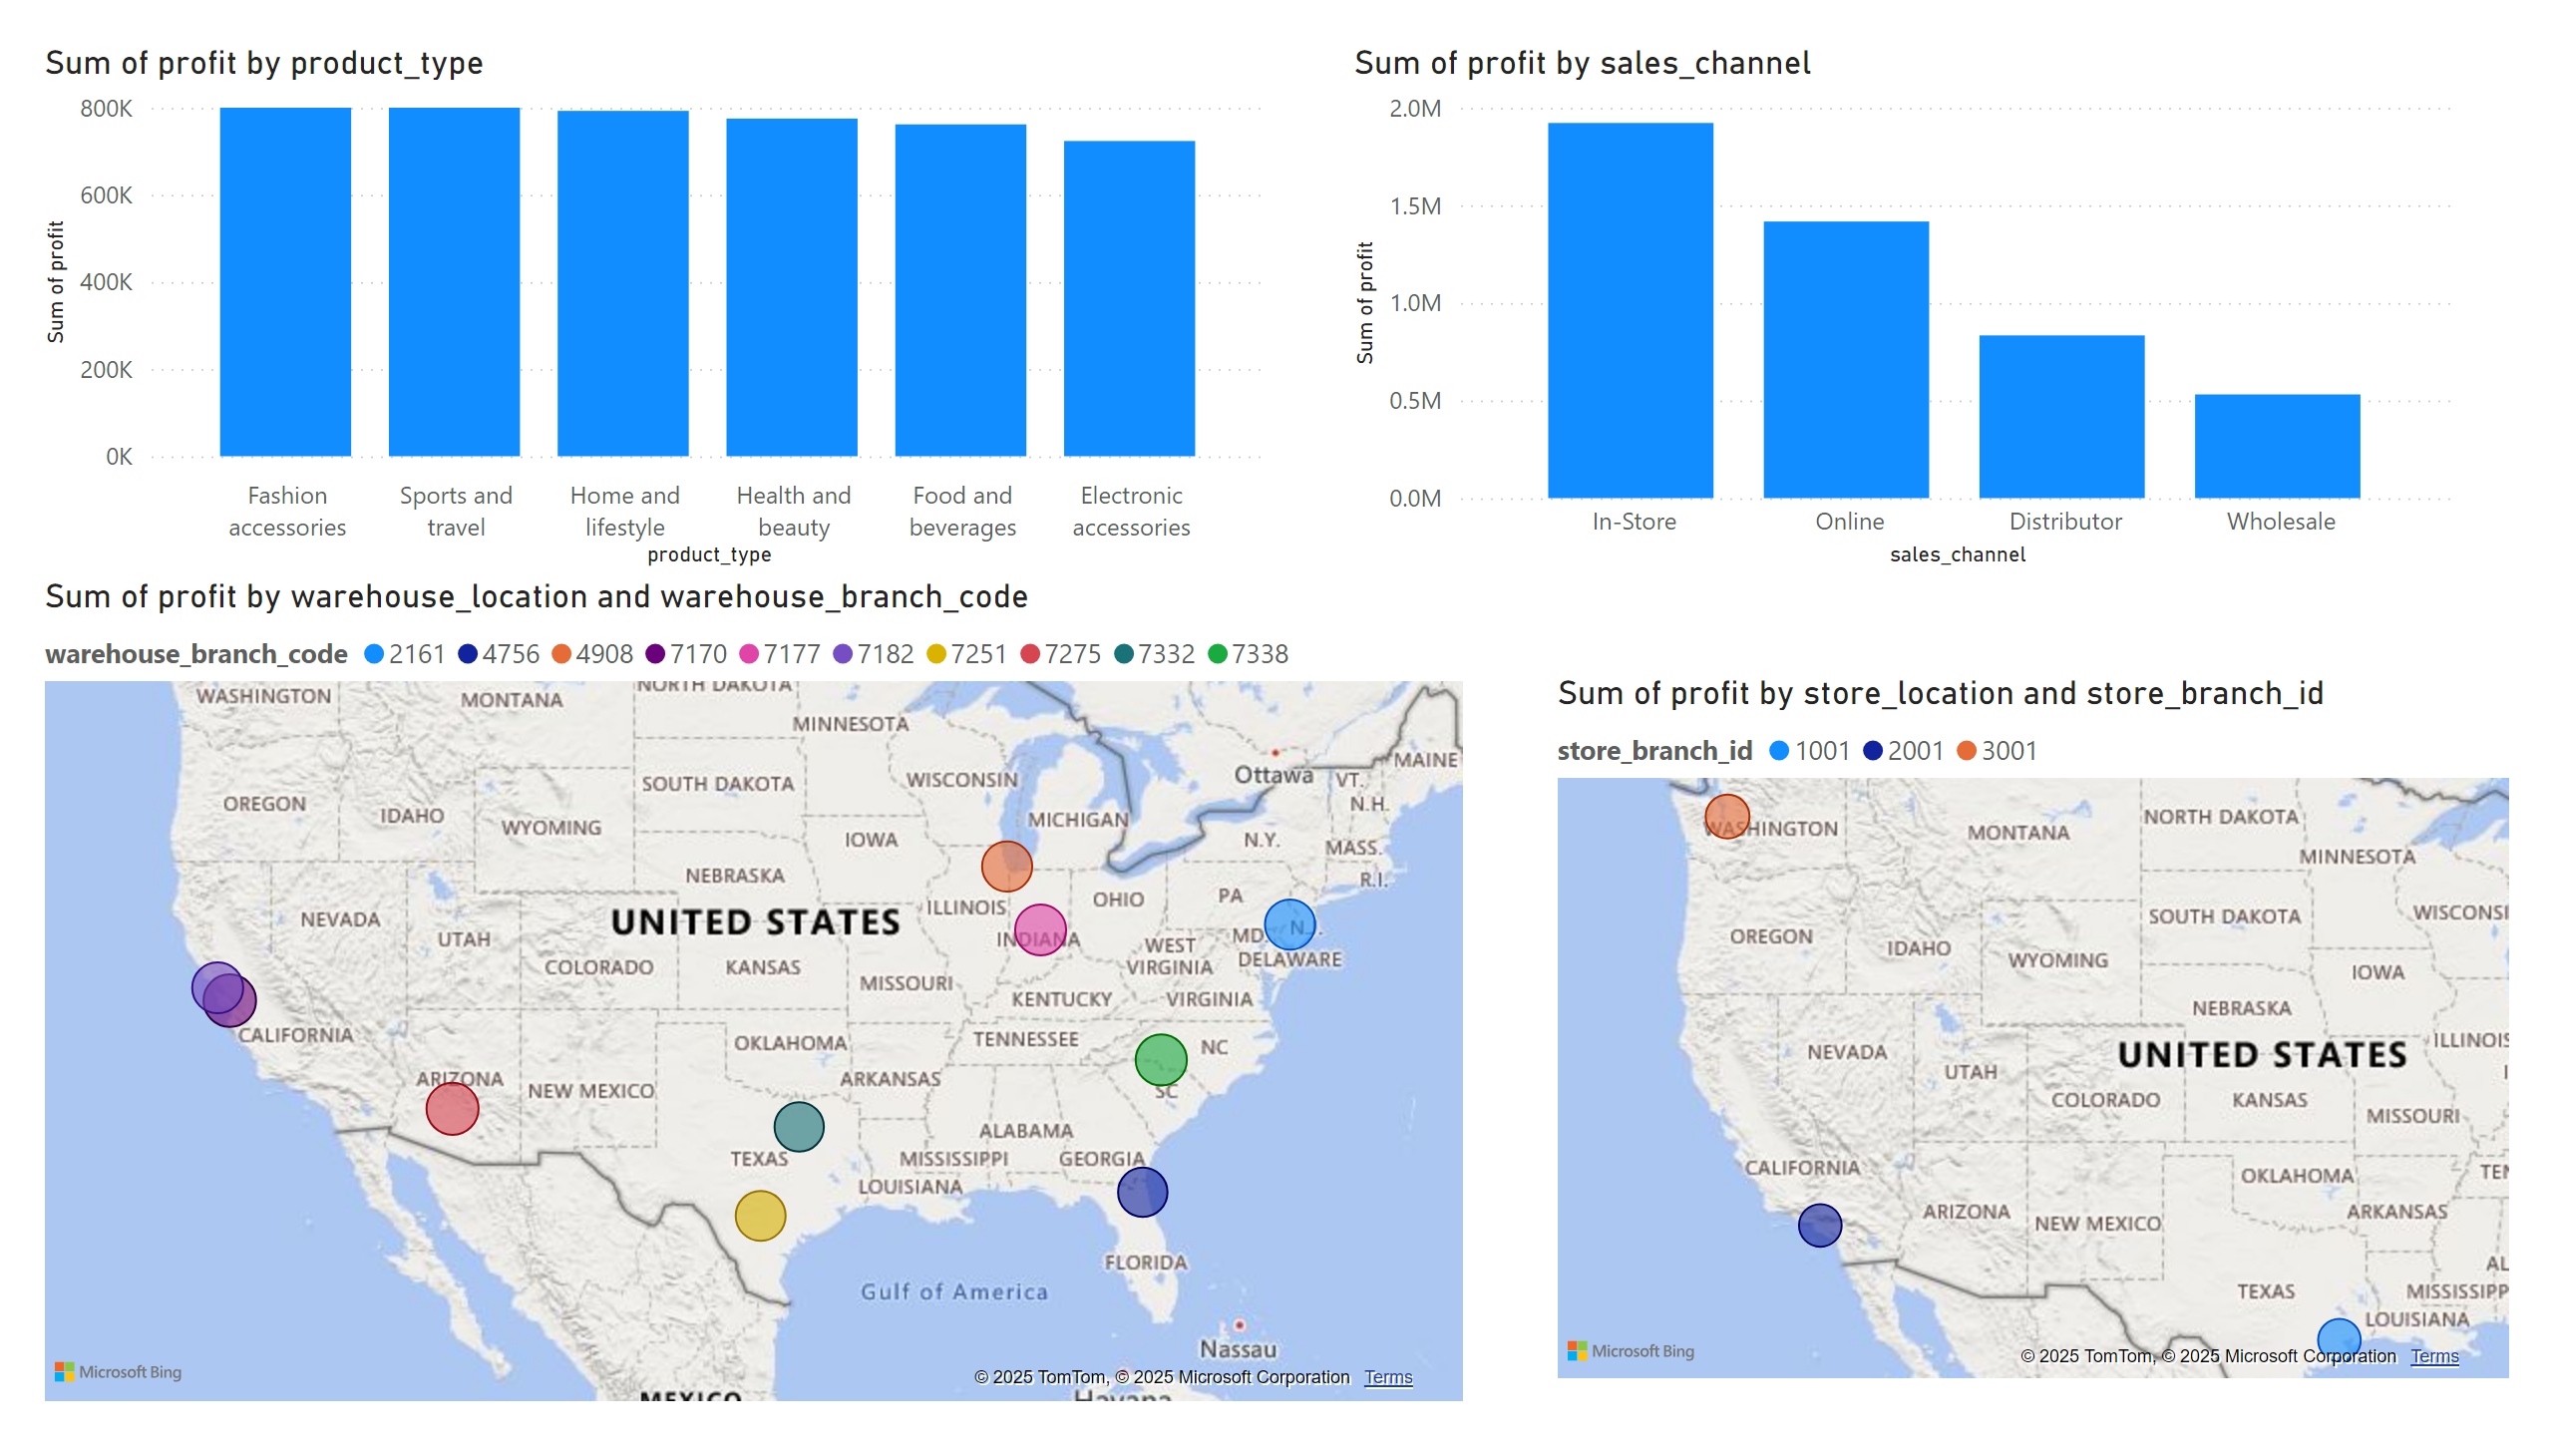 Sum of profit by product_type
Sum of profit
800K
600K
400K
200K
0K
Fashion accessories
Sports and travel
Home and lifestyle
Health and beauty
Food and beverages
Electronic accessories
product_type
Sum of profit by sales_channel
Sum of profit
2.0M
1.5M
1.0M
0.5M
0.0M
In-Store
Online
Distributor
Wholesale
sales_channel
Sum of profit by warehouse_location and warehouse_branch_code
warehouse_branch_code 2161 4756 4908 7170 7177 7182 7251 7275 7332 7338
WASHINGTON
MONTANA
NORTH DAKOTA
MINNESOTA
Ottawa
MAINE
VT.
N.H.
OREGON
IDAHO
WYOMING
SOUTH DAKOTA
WISCONSIN
MICHIGAN
IOWA
N.Y.
MASS.
R.I.
NEBRASKA
ILLINOIS
OHIO
PA
NEVADA
UTAH
UNITED STATES
INDIANA
MD.
N.J.
DELAWARE
COLORADO
KANSAS
MISSOURI
WEST VIRGINIA
KENTUCKY
VIRGINIA
CALIFORNIA
OKLAHOMA
TENNESSEE
NC
ARIZONA
NEW MEXICO
ARKANSAS
SC
ALABAMA
TEXAS
MISSISSIPPI
GEORGIA
LOUISIANA
FLORIDA
Gulf of America
Nassau
Havana
MEXICO
Microsoft Bing
© 2025 TomTom, © 2025 Microsoft Corporation Terms
Sum of profit by store_location and store_branch_id
store_branch_id 1001 2001 3001
WASHINGTON
MONTANA
NORTH DAKOTA
MINNESOTA
OREGON
IDAHO
WYOMING
SOUTH DAKOTA
WISCONSI
IOWA
NEBRASKA
NEVADA
UTAH
UNITED STATES
ILLINOIS
COLORADO
KANSAS
MISSOURI
CALIFORNIA
OKLAHOMA
TEN
ARIZONA
NEW MEXICO
ARKANSAS
AL
TEXAS
MISSISSIPP
LOUISIANA
Microsoft Bing
© 2025 TomTom, © 2025 Microsoft Corporation Terms